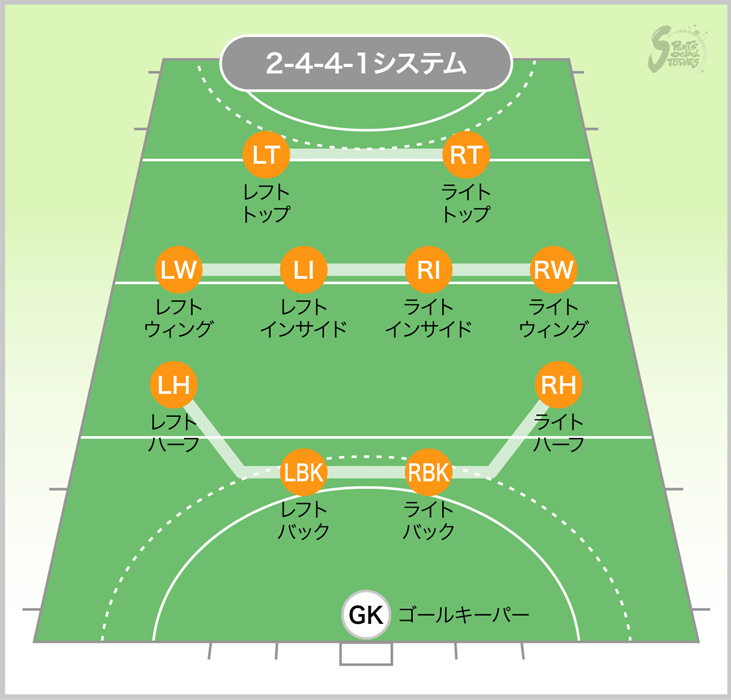 2-4-4-1システム
SPORTS
SOCIAL
STUDIES
LT
RT
レフト
トップ
ライト
トップ
LW
LI
RI
RW
レフト
ウィング
レフト
インサイド
ライト
インサイド
ライト
ウィング
LH
RH
レフト
ハーフ
ライト
ハーフ
LBK
RBK
レフト
バック
ライト
バック
GK
ゴールキーパー